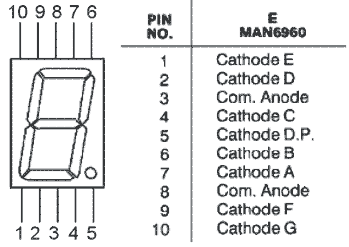 10 9 8 7 6
1 2 3 4 5
PIN NO. E MAN6960
1 Cathode E
2 Cathode D
3 Com. Anode
4 Cathode C
5 Cathode D.P.
6 Cathode B
7 Cathode A
8 Com. Anode
9 Cathode F
10 Cathode G